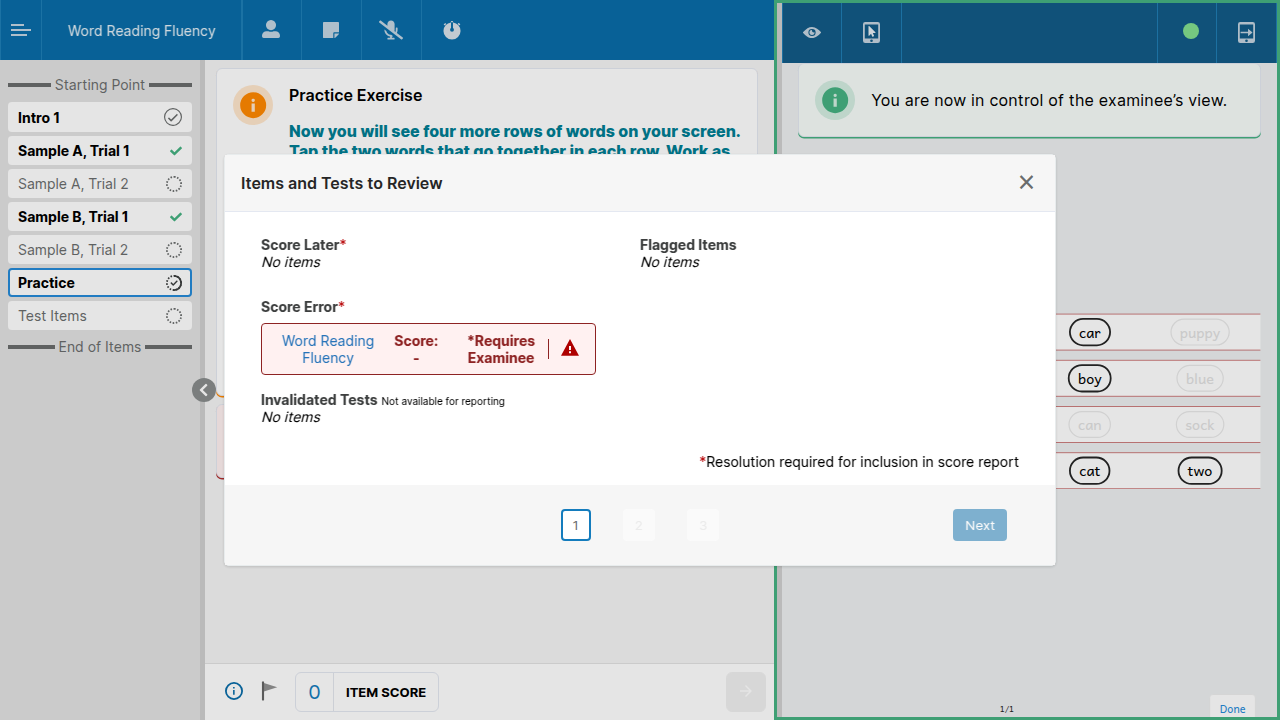 Word Reading Fluency
Starting Point
Intro 1
Sample A, Trial 1
Sample A, Trial 2
Sample B, Trial 1
Sample B, Trial 2
Practice
Test Items
End of Items
Practice Exercise
Now you will see four more rows of words on your screen.
Tap the two words that go together in each row. Work as
You are now in control of the examinee's view.
Items and Tests to Review
Score Later*
No items
Flagged Items
No items
Score Error*
Word Reading Fluency
Score: -
*Requires Examinee
Invalidated Tests Not available for reporting
No items
*Resolution required for inclusion in score report
1 2 3
Next
car puppy
boy blue
can sock
cat two
0 ITEM SCORE
1/1
Done